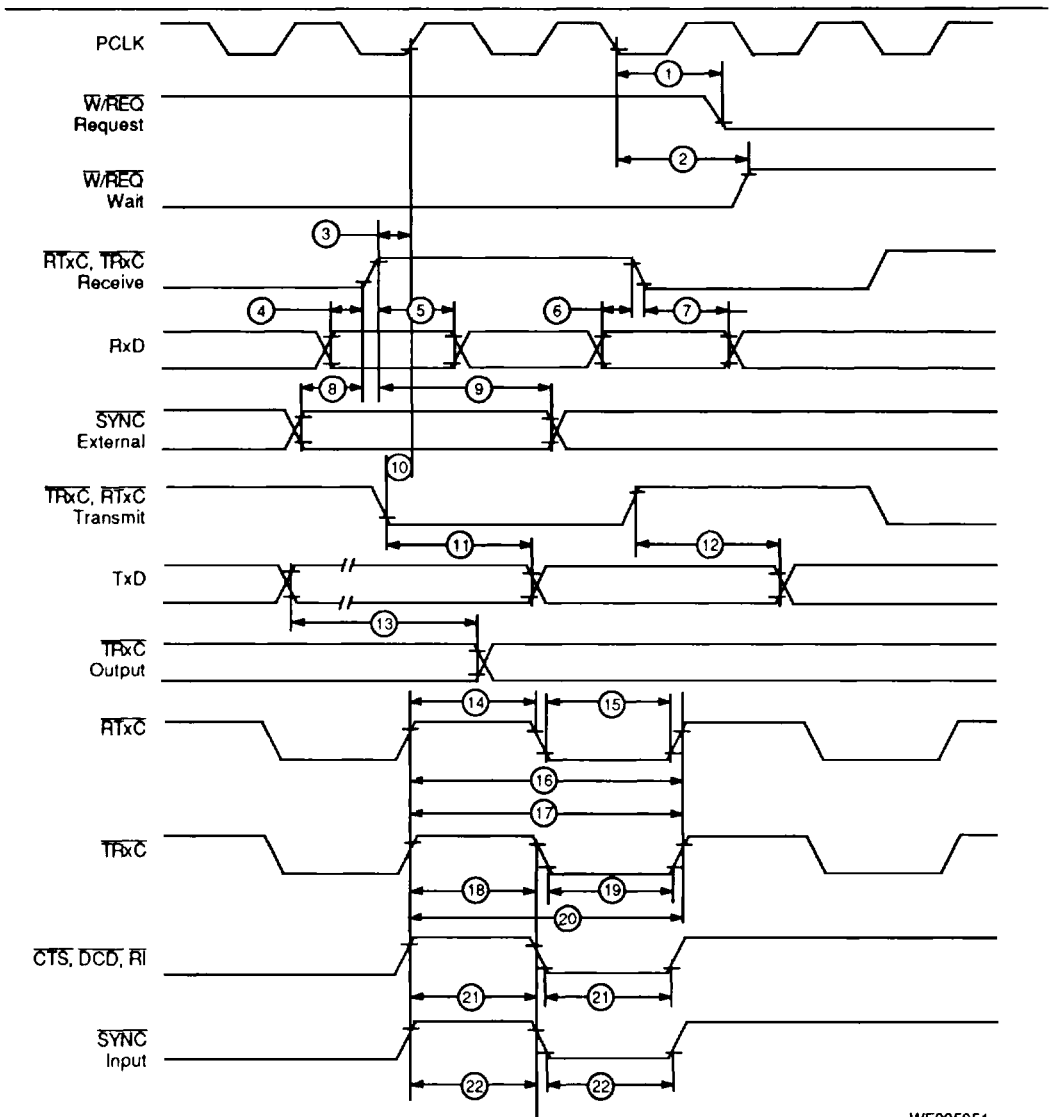 PCLK
1
W/REQ
Request
2
W/REQ
Wait
3
RTxC, TRxC
Receive
4
5
6
7
RxD
8
9
SYNC
External
10
TRxC, RTxC
Transmit
11
12
TxD
13
TRxC
Output
14
15
RTxC
16
17
TRxC
18
19
20
CTS, DCD, RI
21
21
SYNC
Input
22
22